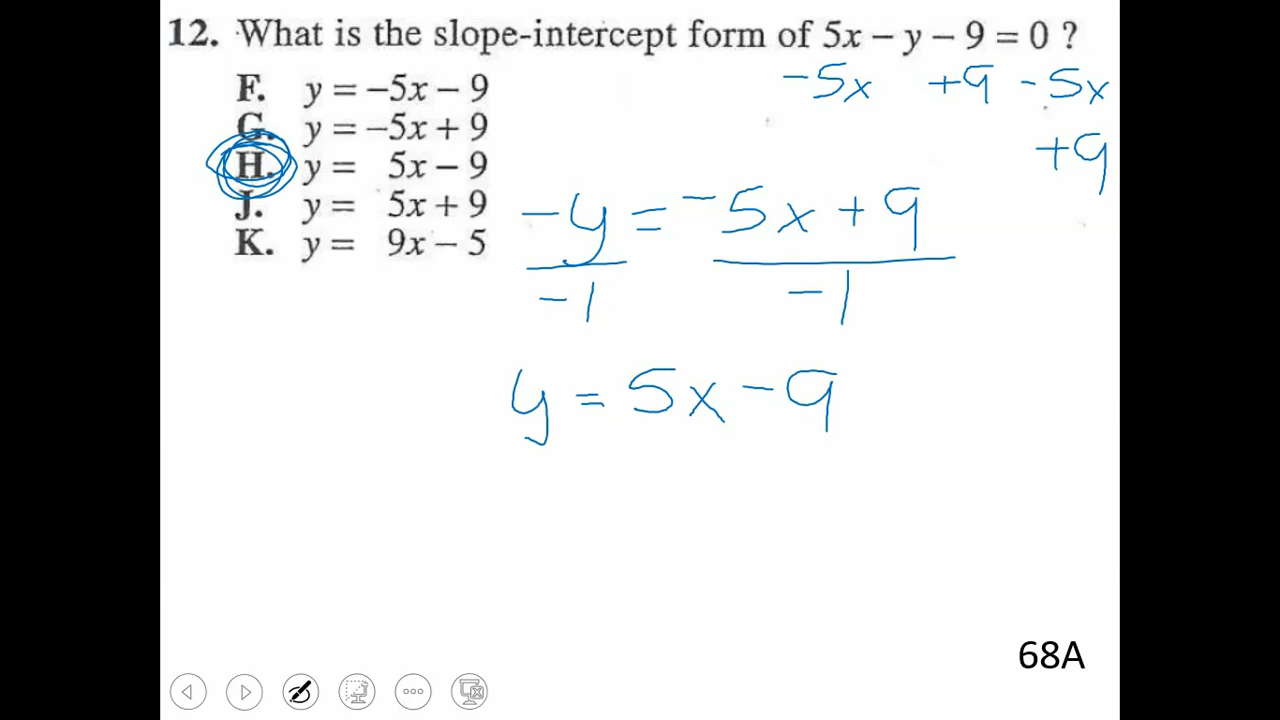 12. What is the slope-intercept form of 5x − y − 9 = 0 ?
−5x +9 −5x
+9
F. y = −5x − 9
G. y = −5x + 9
H. y = 5x − 9
J. y = 5x + 9
K. y = 9x − 5
−y = −5x + 9
−1 −1
y = 5x − 9
68A